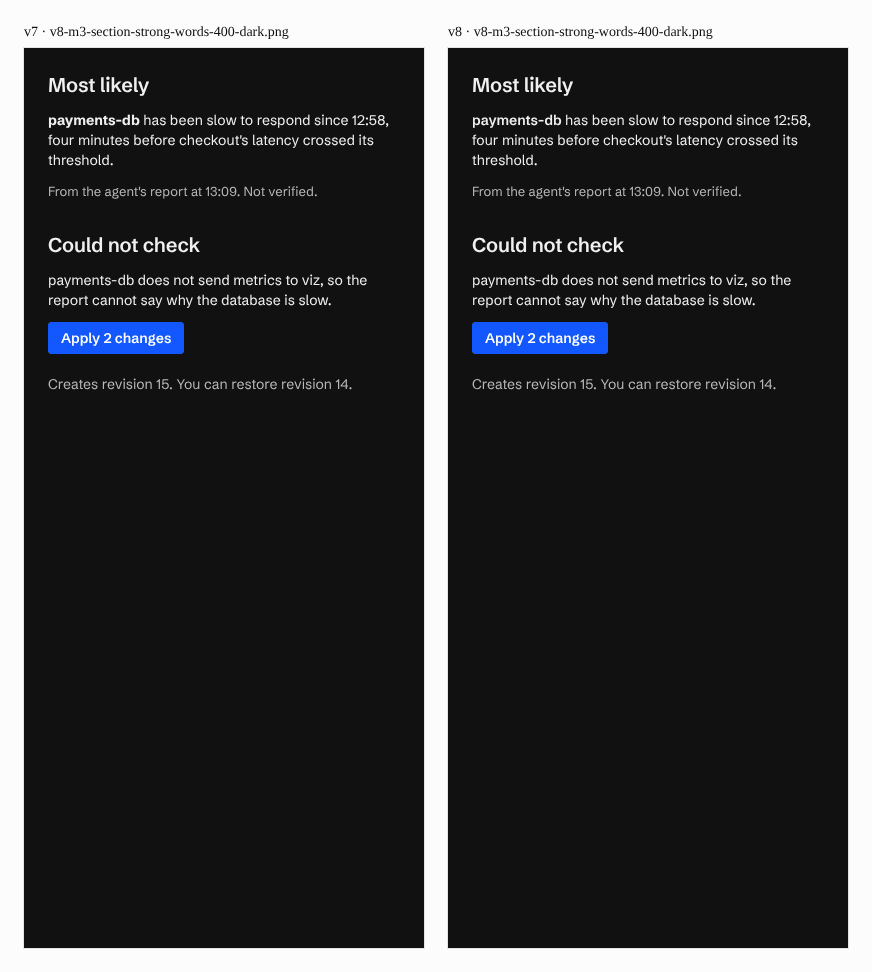 v7 · v8-m3-section-strong-words-400-dark.png
Most likely
payments-db has been slow to respond since 12:58,
four minutes before checkout's latency crossed its
threshold.
From the agent's report at 13:09. Not verified.
Could not check
payments-db does not send metrics to viz, so the
report cannot say why the database is slow.
Apply 2 changes
Creates revision 15. You can restore revision 14.
v8 · v8-m3-section-strong-words-400-dark.png
Most likely
payments-db has been slow to respond since 12:58,
four minutes before checkout's latency crossed its
threshold.
From the agent's report at 13:09. Not verified.
Could not check
payments-db does not send metrics to viz, so the
report cannot say why the database is slow.
Apply 2 changes
Creates revision 15. You can restore revision 14.